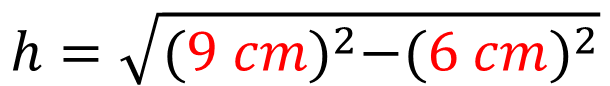 h = √((9 cm)²−(6 cm)²)